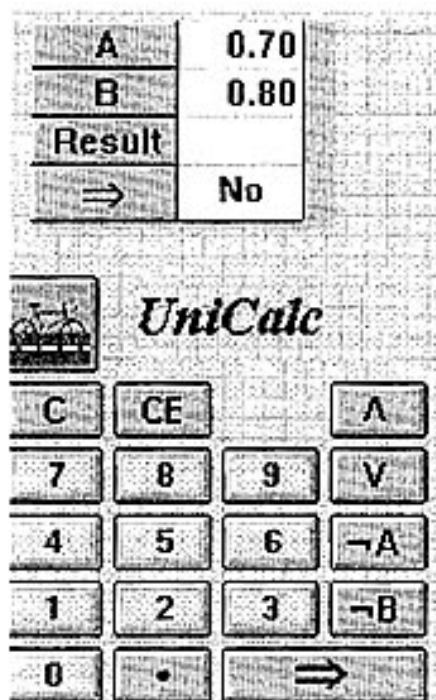 A 0.70
B 0.80
Result
⇒ No
UniCalc
C CE Λ
7 8 9 V
4 5 6 ¬A
1 2 3 ¬B
0 • ⇒